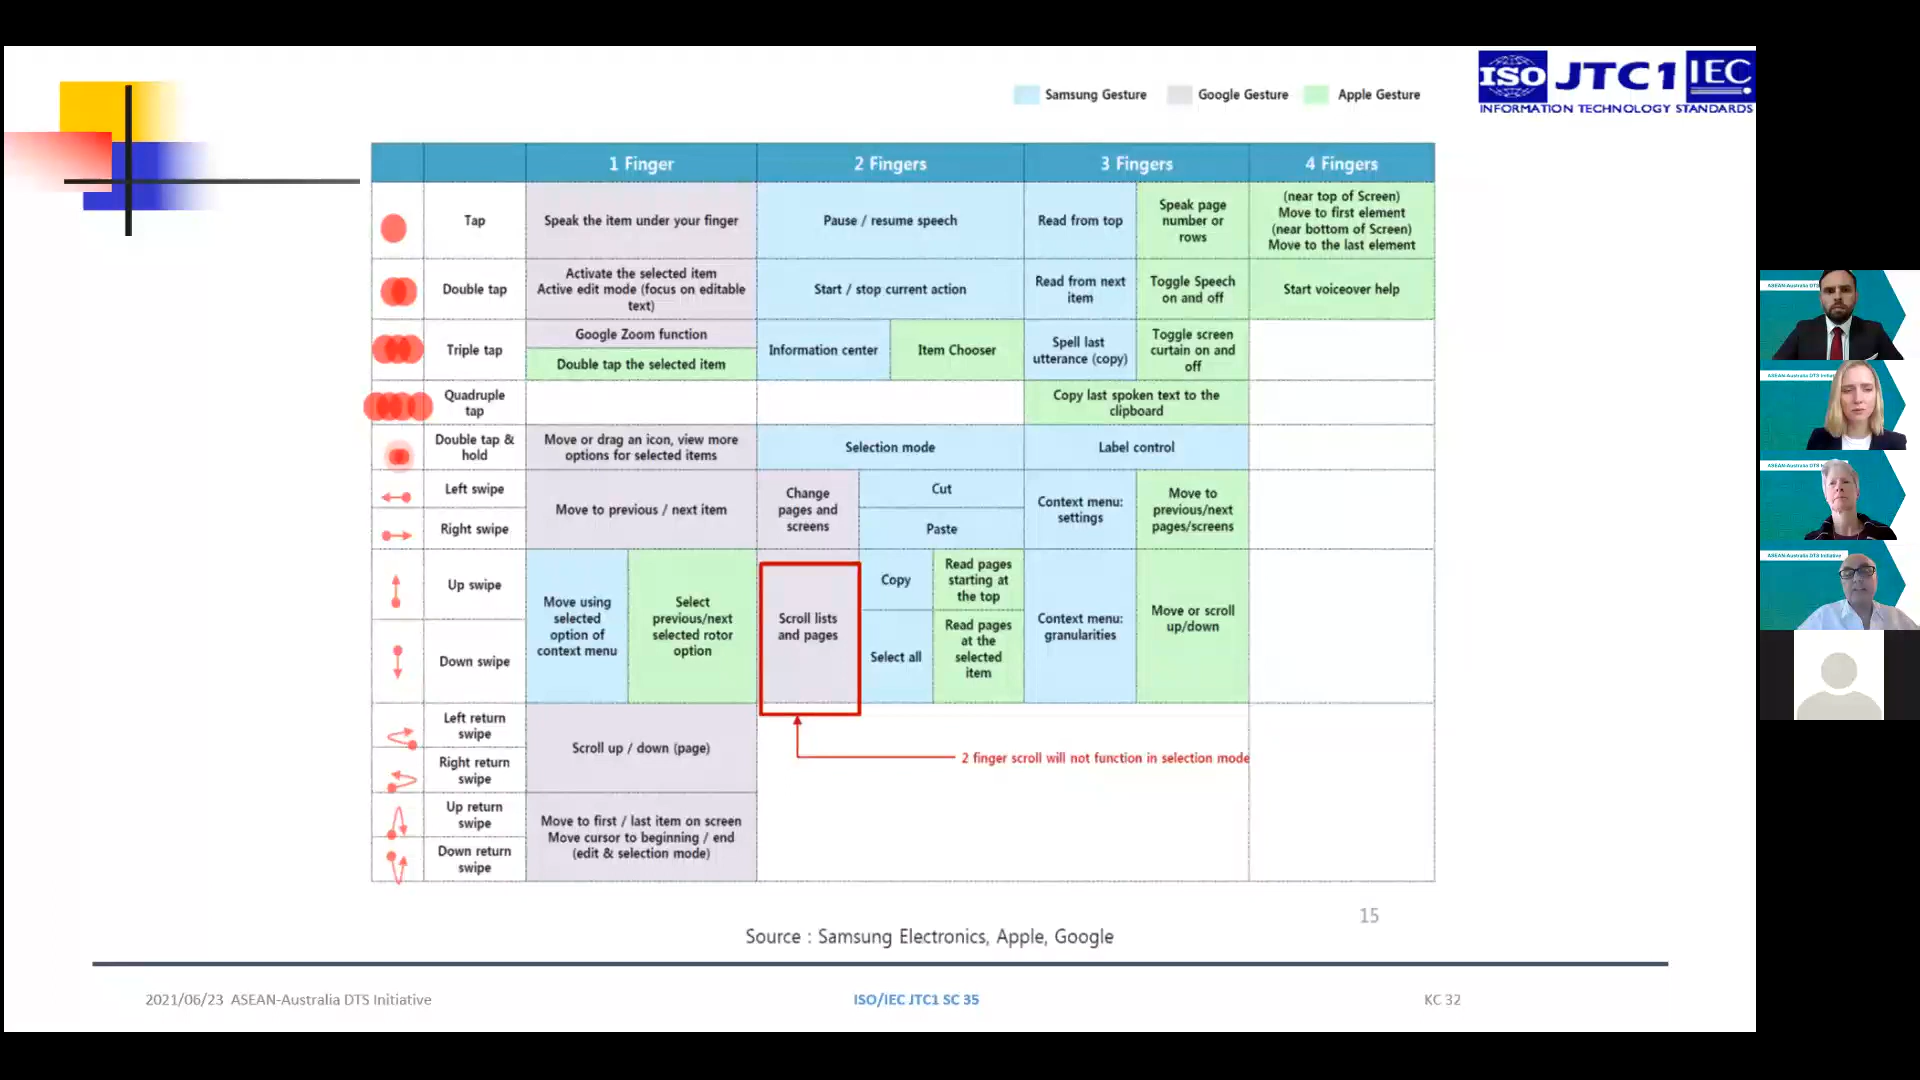 ISO JTC1 IEC
INFORMATION TECHNOLOGY STANDARDS
Samsung Gesture
Google Gesture
Apple Gesture
1 Finger
2 Fingers
3 Fingers
4 Fingers
Tap
Speak the item under your finger
Pause / resume speech
Read from top
Speak page
number or
rows
(near top of Screen)
Move to first element
(near bottom of Screen)
Move to the last element
Double tap
Activate the selected item
Active edit mode (focus on editable
text)
Start / stop current action
Read from next
item
Toggle Speech
on and off
Start voiceover help
Triple tap
Google Zoom function
Double tap the selected item
Information center
Item Chooser
Spell last
utterance (copy)
Toggle screen
curtain on and
off
Quadruple
tap
Copy last spoken text to the
clipboard
Double tap &
hold
Move or drag an icon, view more
options for selected items
Selection mode
Label control
Left swipe
Right swipe
Move to previous / next item
Change
pages and
screens
Cut
Paste
Context menu:
settings
Move to
previous/next
pages/screens
Up swipe
Down swipe
Move using
selected
option of
context menu
Select
previous/next
selected rotor
option
Scroll lists
and pages
Copy
Select all
Read pages
starting at
the top
Read pages
at the
selected
item
Context menu:
granularities
Move or scroll
up/down
Left return
swipe
Right return
swipe
Scroll up / down (page)
2 finger scroll will not function in selection mode
Up return
swipe
Down return
swipe
Move to first / last item on screen
Move cursor to beginning / end
(edit & selection mode)
15
Source : Samsung Electronics, Apple, Google
2021/06/23 ASEAN-Australia DTS Initiative
ISO/IEC JTC1 SC 35
KC 32
ASEAN-Australia DTS
ASEAN-Australia DTS
ASEAN-Australia DTS
ASEAN-Australia DTS Initiative